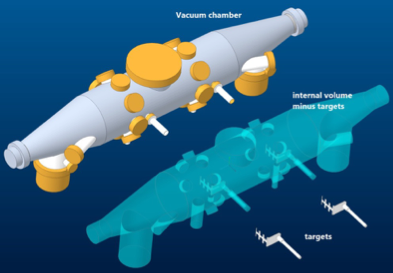 Vacuum chamber
internal volume
minus targets
targets